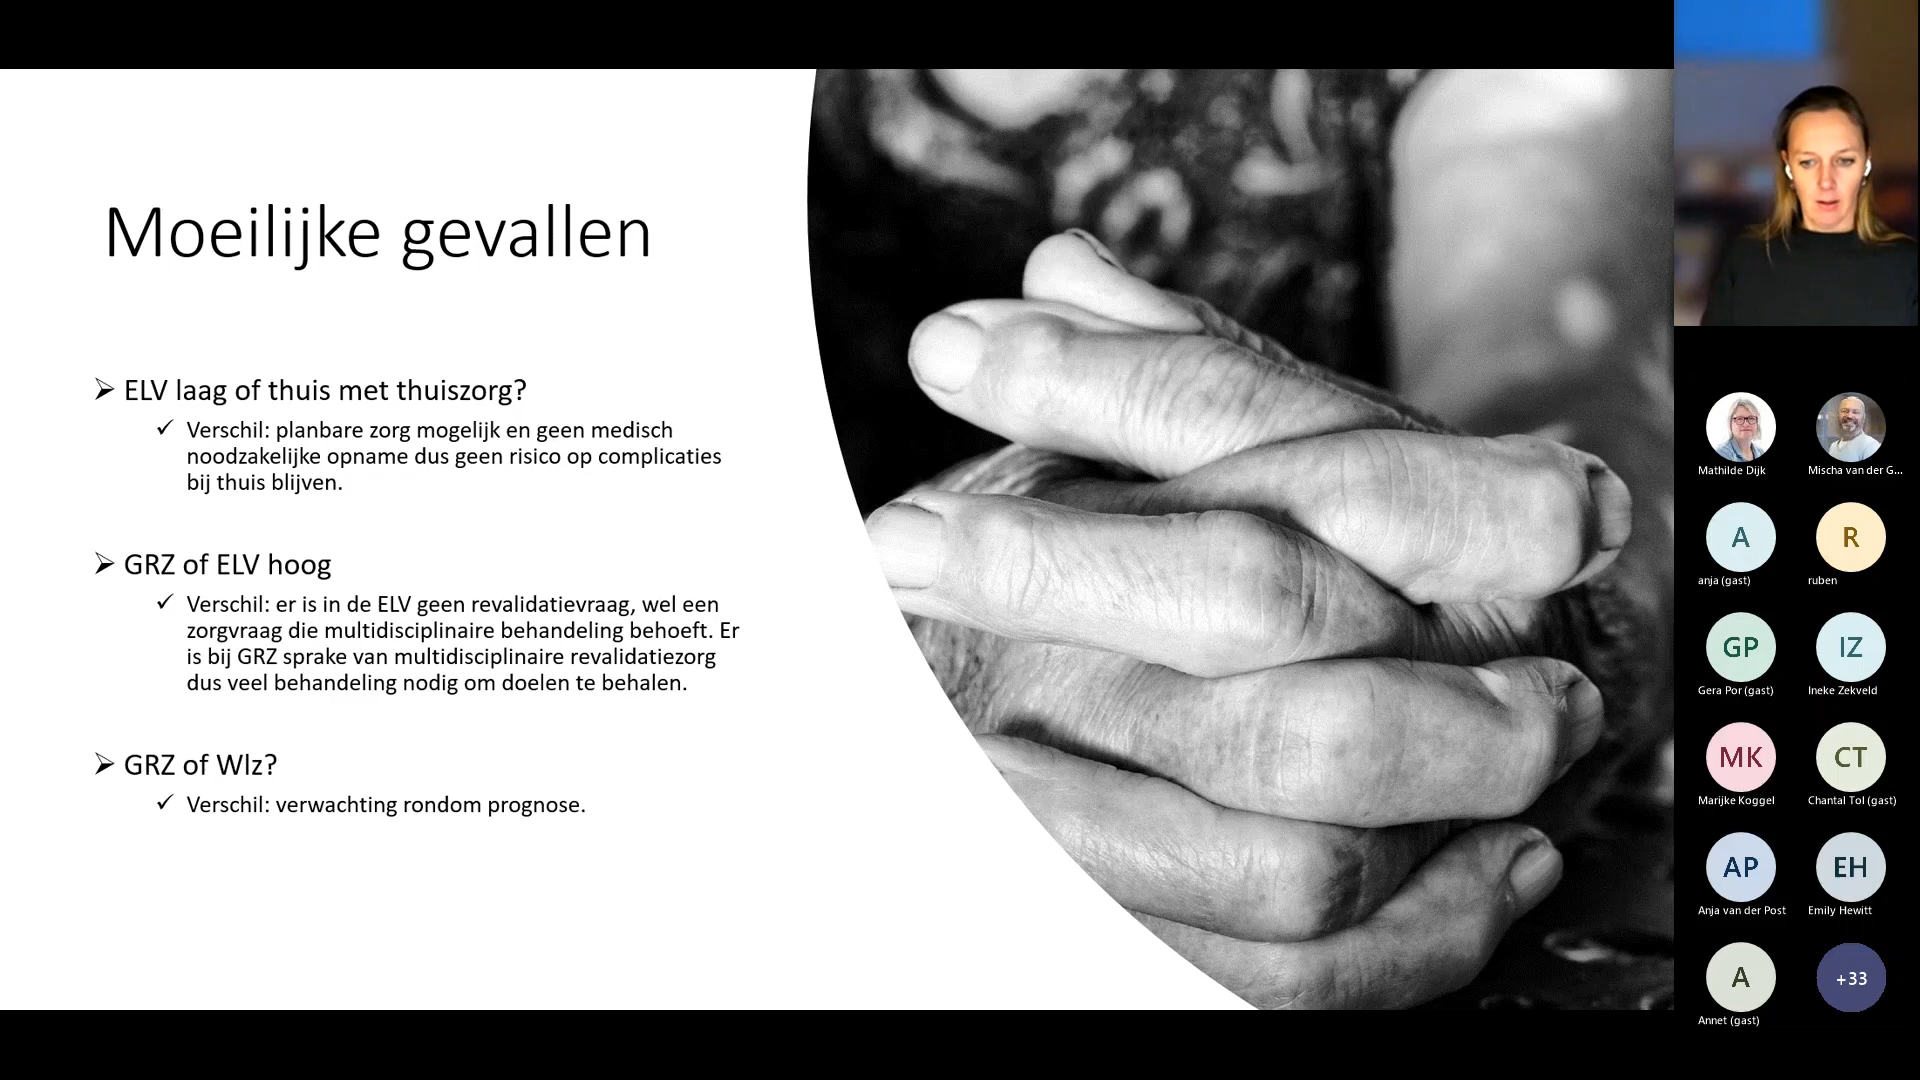 Moeilijke gevallen
ELV laag of thuis met thuiszorg?
Verschil: planbare zorg mogelijk en geen medisch
noodzakelijke opname dus geen risico op complicaties
bij thuis blijven.
GRZ of ELV hoog
Verschil: er is in de ELV geen revalidatievraag, wel een
zorgvraag die multidisciplinaire behandeling behoeft. Er
is bij GRZ sprake van multidisciplinaire revalidatiezorg
dus veel behandeling nodig om doelen te behalen.
GRZ of Wlz?
Verschil: verwachting rondom prognose.
Mathilde Dijk
Mischa van der G...
A
R
anja (gast)
ruben
GP
IZ
Gera Por (gast)
Ineke Zekveld
MK
CT
Marijke Koggel
Chantal Tol (gast)
AP
EH
Anja van der Post
Emily Hewitt
A
+33
Annet (gast)